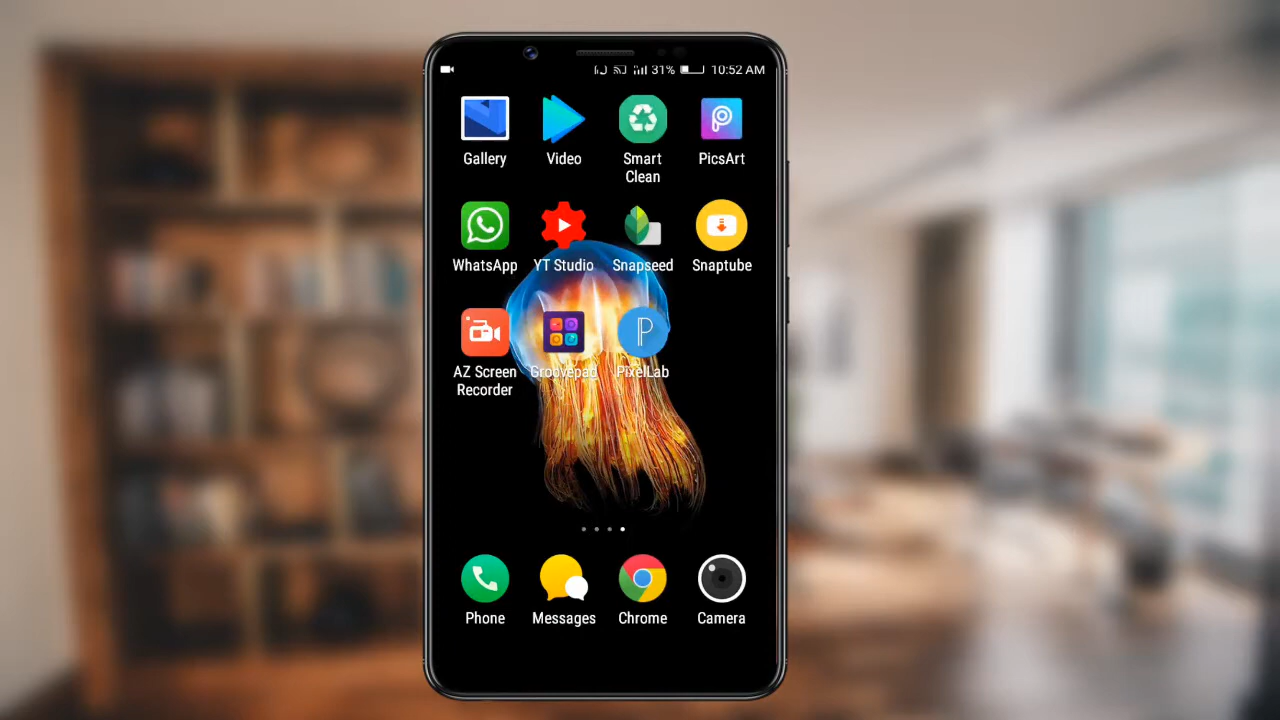 31% 10:52 AM
Gallery Video Smart Clean PicsArt
WhatsApp YT Studio Snapseed Snaptube
AZ Screen Recorder Groovepad PixelLab
Phone Messages Chrome Camera